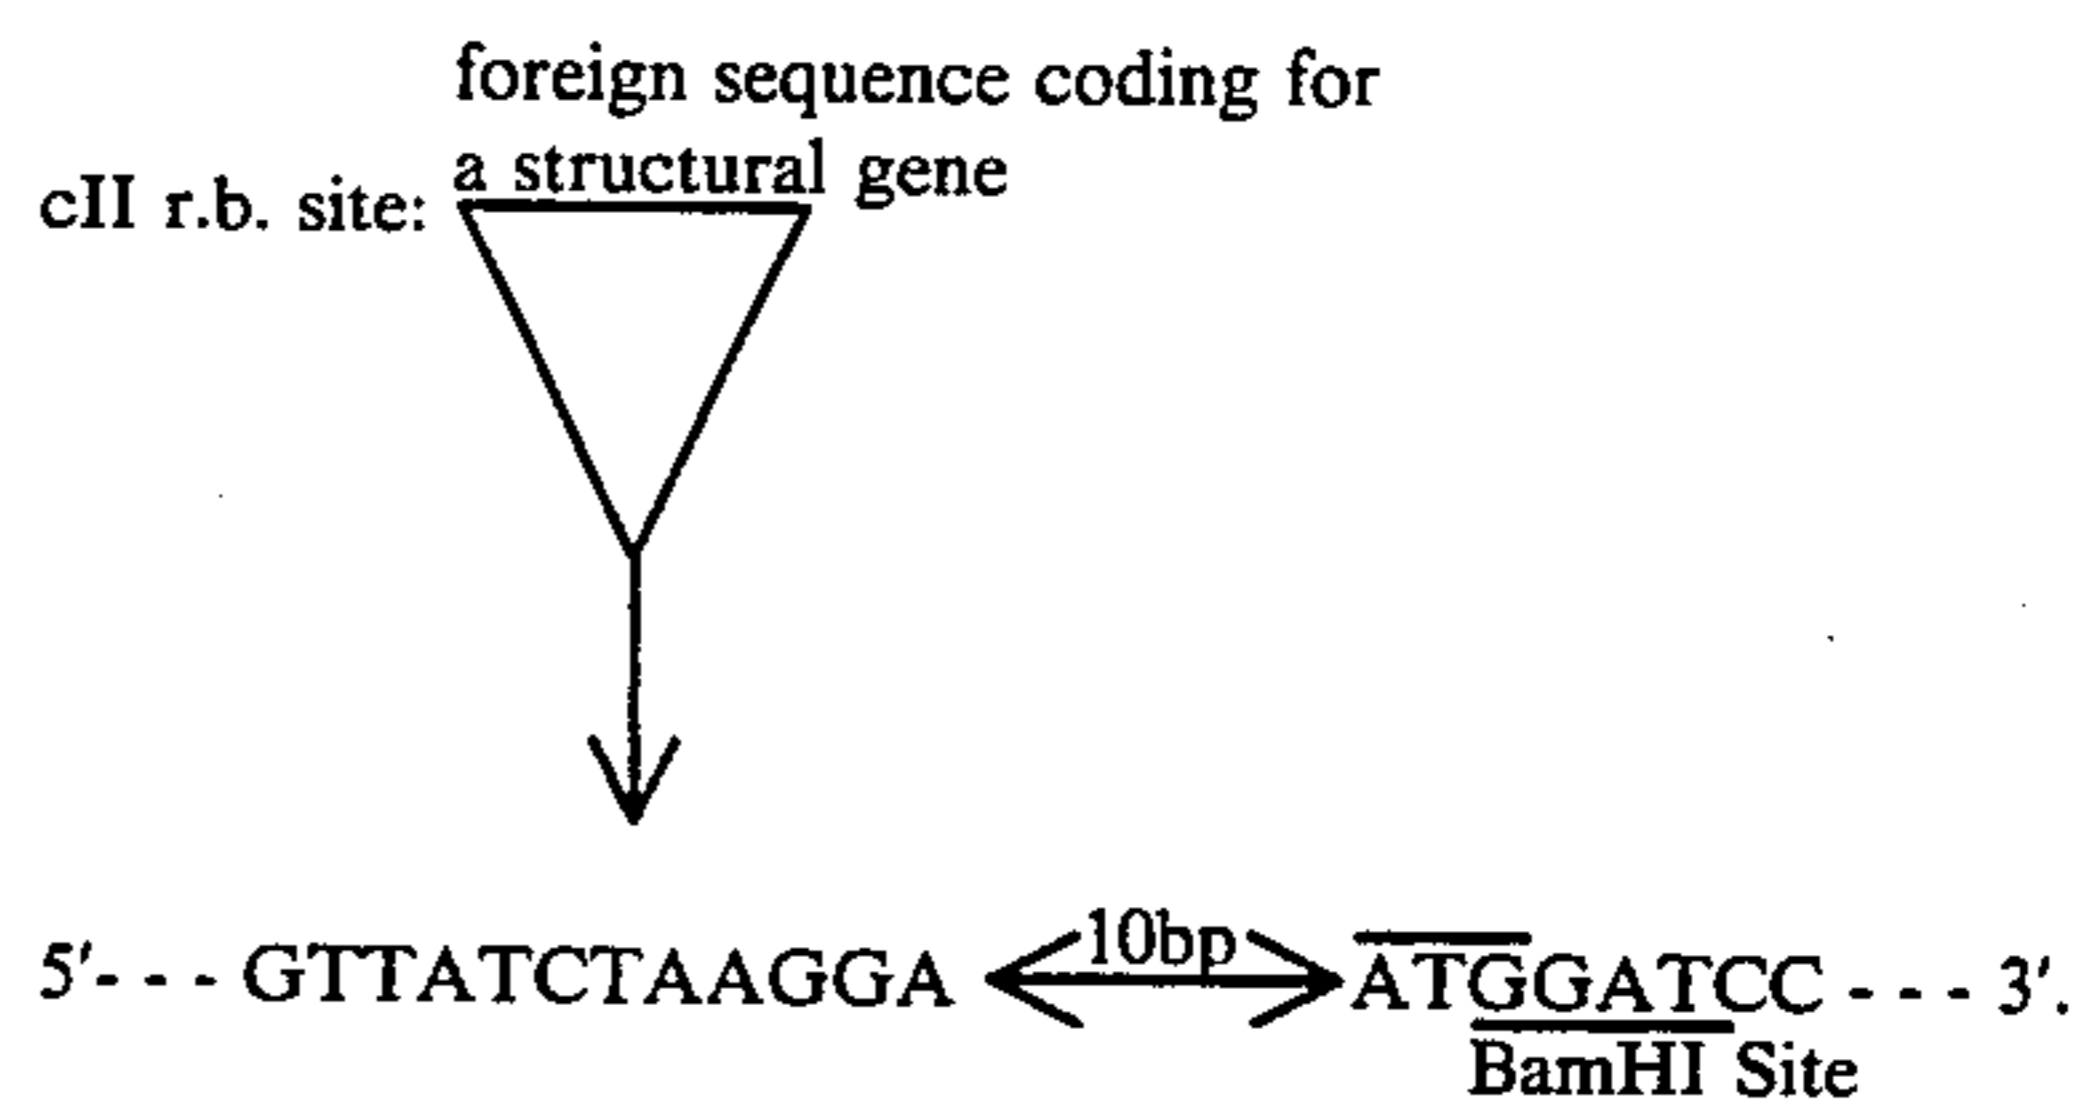 foreign sequence coding for
a structural gene
cII r.b. site:
5'- - - GTTATCTAAGGA 10bp ATGGATCC - - - 3'.
BamHI Site